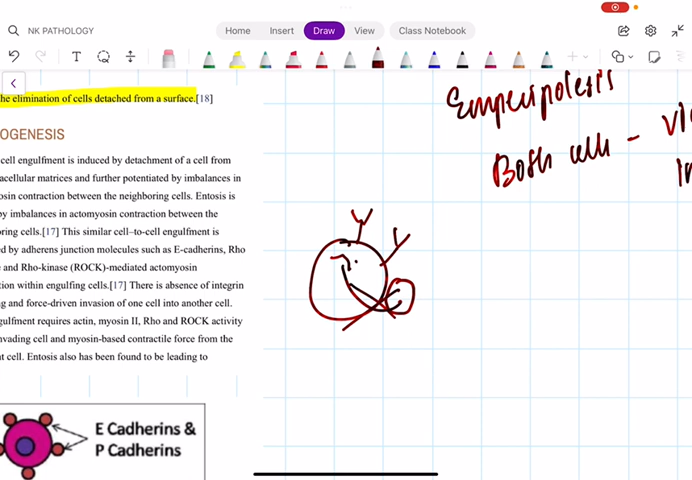 NK PATHOLOGY
Home
Insert
Draw
View
Class Notebook
the elimination of cells detached from a surface.[18]
OGENESIS
cell engulfment is induced by detachment of a cell from
acellular matrices and further potentiated by imbalances in
osin contraction between the neighboring cells. Entosis is
by imbalances in actomyosin contraction between the
oring cells.[17] This similar cell–to-cell engulfment is
ed by adherens junction molecules such as E-cadherins, Rho
e and Rho-kinase (ROCK)-mediated actomyosin
tion within engulfing cells.[17] There is absence of integrin
ng and force-driven invasion of one cell into another cell.
ngulfment requires actin, myosin II, Rho and ROCK activity
nvading cell and myosin-based contractile force from the
nt cell. Entosis also has been found to be leading to
E Cadherins &
P Cadherins
Emperipolesis
Both cells -